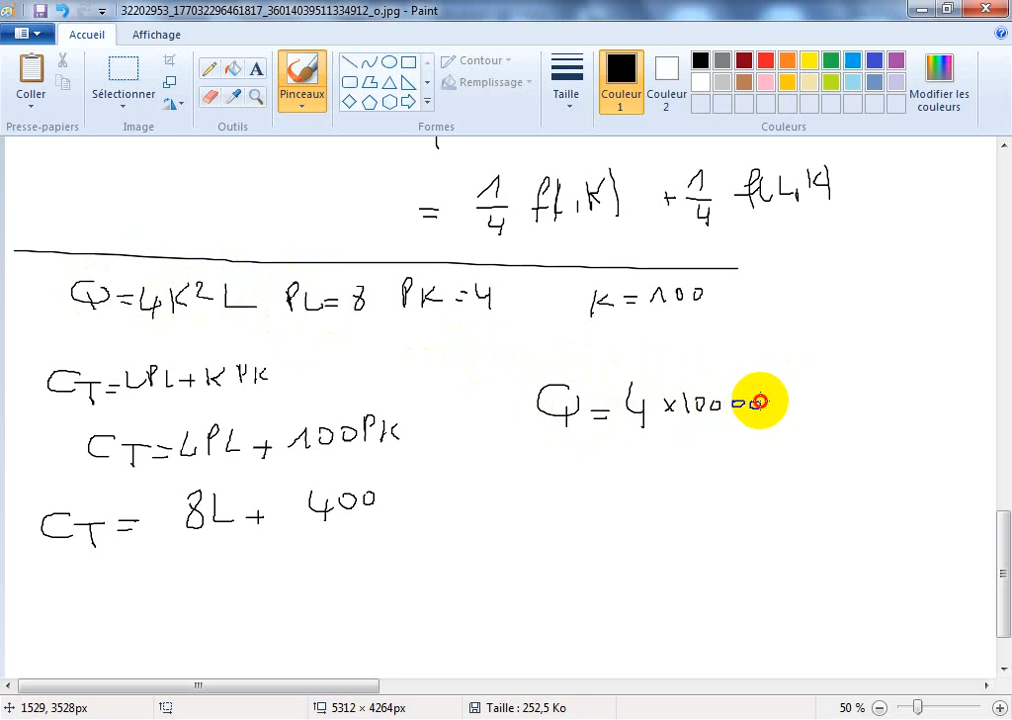 32202953_177032296461817_36014039511334912_o.jpg - Paint
Accueil Affichage
Coller
Sélectionner
Pinceaux
Contour
Remplissage
Taille
Couleur 1
Couleur 2
Modifier les couleurs
Presse-papiers Image Outils Formes Couleurs
= 1/4 f(,K) + 1/4 f(L,K)
Q=4K2L PL=8 PK=4 K=100
CT=LPL+KPK
Q=4×10000
CT=LPL+100PK
CT= 8L+ 400
1529, 3528px 5312 × 4264px Taille : 252,5 Ko 50 %